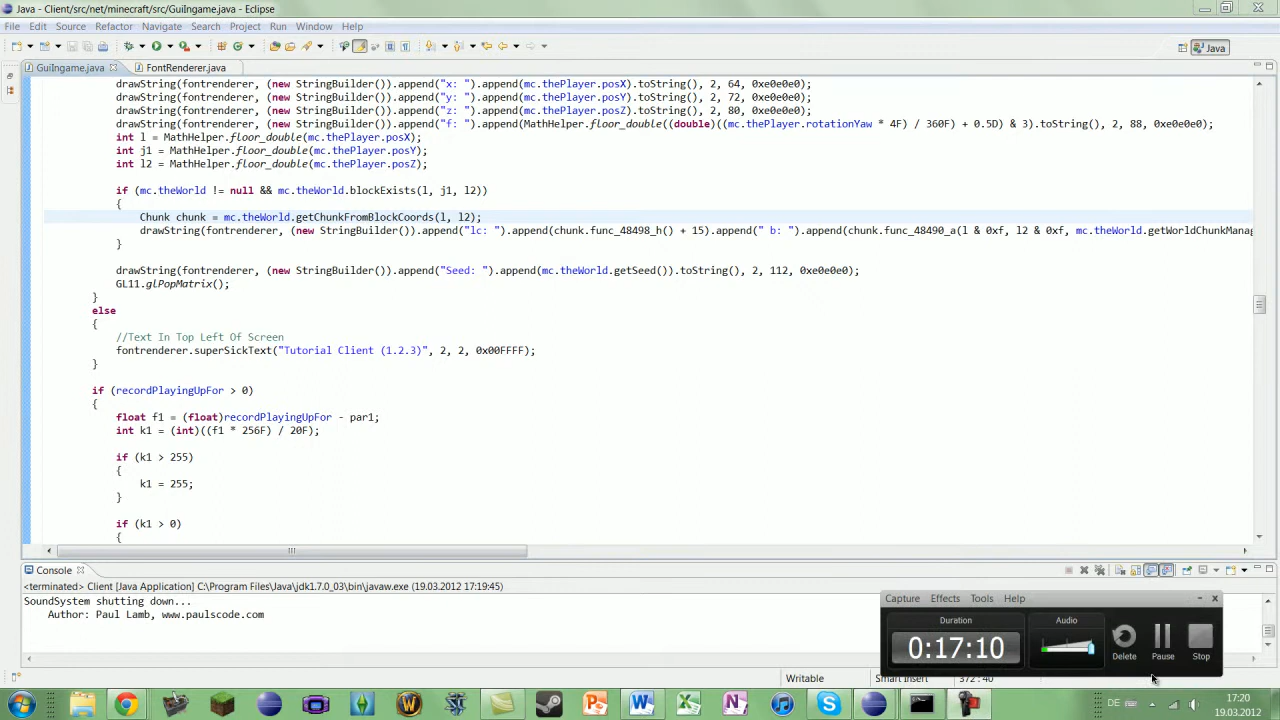 Java - Client/src/net/minecraft/src/GuiIngame.java - Eclipse
File Edit Source Refactor Navigate Search Project Run Window Help
Java
GuiIngame.java FontRenderer.java
drawString(fontrenderer, (new StringBuilder()).append("x: ").append(mc.thePlayer.posX).toString(), 2, 64, 0xe0e0e0);
drawString(fontrenderer, (new StringBuilder()).append("y: ").append(mc.thePlayer.posY).toString(), 2, 72, 0xe0e0e0);
drawString(fontrenderer, (new StringBuilder()).append("z: ").append(mc.thePlayer.posZ).toString(), 2, 80, 0xe0e0e0);
drawString(fontrenderer, (new StringBuilder()).append("f: ").append(MathHelper.floor_double((double)((mc.thePlayer.rotationYaw * 4F) / 360F) + 0.5D) & 3).toString(), 2, 88, 0xe0e0e0);
int l = MathHelper.floor_double(mc.thePlayer.posX);
int j1 = MathHelper.floor_double(mc.thePlayer.posY);
int l2 = MathHelper.floor_double(mc.thePlayer.posZ);
if (mc.theWorld != null && mc.theWorld.blockExists(l, j1, l2))
{
Chunk chunk = mc.theWorld.getChunkFromBlockCoords(l, l2);
drawString(fontrenderer, (new StringBuilder()).append("lc: ").append(chunk.func_48498_h() + 15).append(" b: ").append(chunk.func_48490_a(l & 0xf, l2 & 0xf, mc.theWorld.getWorldChunkManag
}
drawString(fontrenderer, (new StringBuilder()).append("Seed: ").append(mc.theWorld.getSeed()).toString(), 2, 112, 0xe0e0e0);
GL11.glPopMatrix();
}
else
{
//Text In Top Left Of Screen
fontrenderer.superSickText("Tutorial Client (1.2.3)", 2, 2, 0x00FFFF);
}
if (recordPlayingUpFor > 0)
{
float f1 = (float)recordPlayingUpFor - par1;
int k1 = (int)((f1 * 256F) / 20F);
if (k1 > 255)
{
k1 = 255;
}
if (k1 > 0)
{
Console
<terminated> Client [Java Application] C:\Program Files\Java\jdk1.7.0_03\bin\javaw.exe (19.03.2012 17:19:45)
SoundSystem shutting down...
Author: Paul Lamb, www.paulscode.com
Capture Effects Tools Help
Duration Audio
0:17:10
Delete Pause Stop
Writable Smart Insert 372 : 40
DE
17:20
19.03.2012